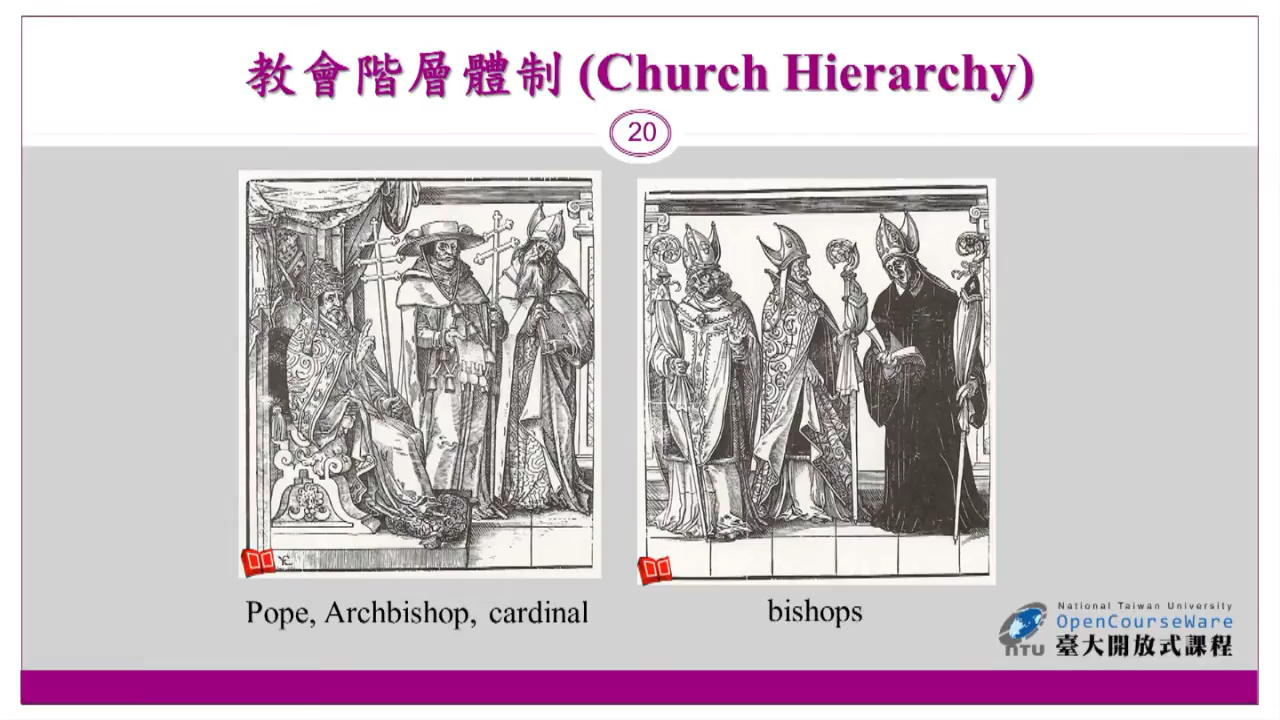 教會階層體制 (Church Hierarchy)
20
Pope, Archbishop, cardinal
bishops
National Taiwan University
OpenCourseWare
NTU 臺大開放式課程